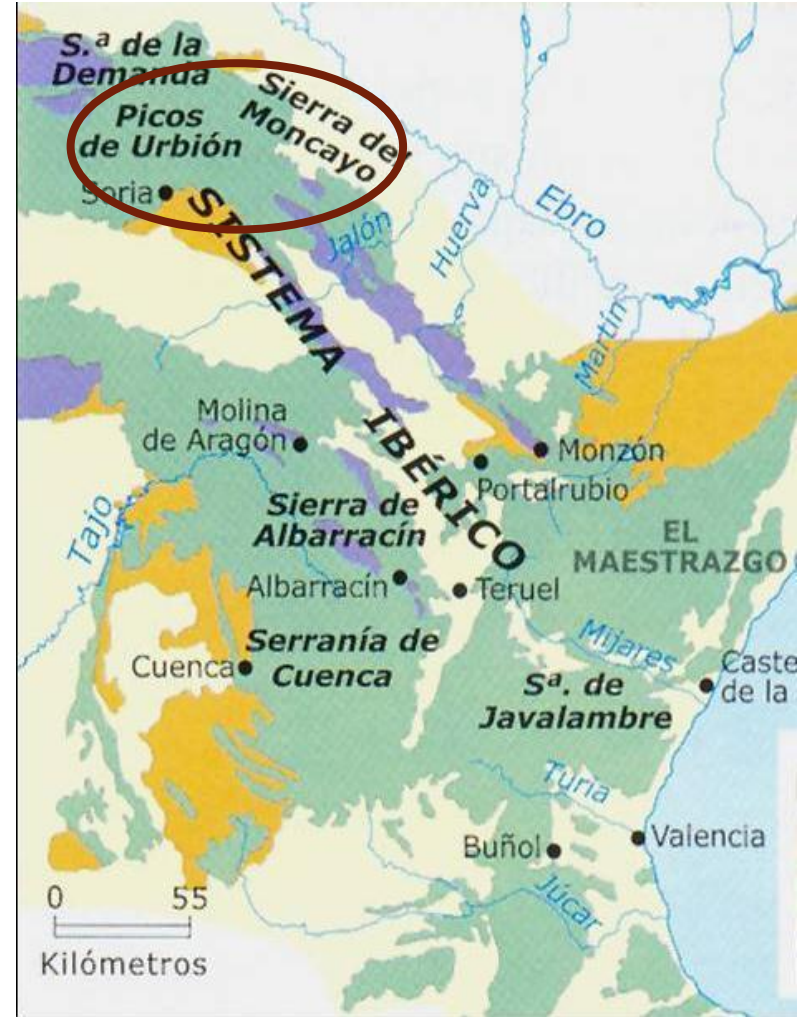 S.ª de la
Demanda
Picos
de Urbión
Sierra del
Moncayo
Soria
SISTEMA
IBÉRICO
Jalón
Huerva
Ebro
Martín
Molina
de Aragón
Monzón
Portalrubio
Tajo
Sierra de
Albarracín
EL
MAESTRAZGO
Albarracín
Teruel
Mijares
Serranía de
Cuenca
Cuenca
Caste
de la
Sª. de
Javalambre
Turia
Valencia
Buñol
Júcar
0 55
Kilómetros